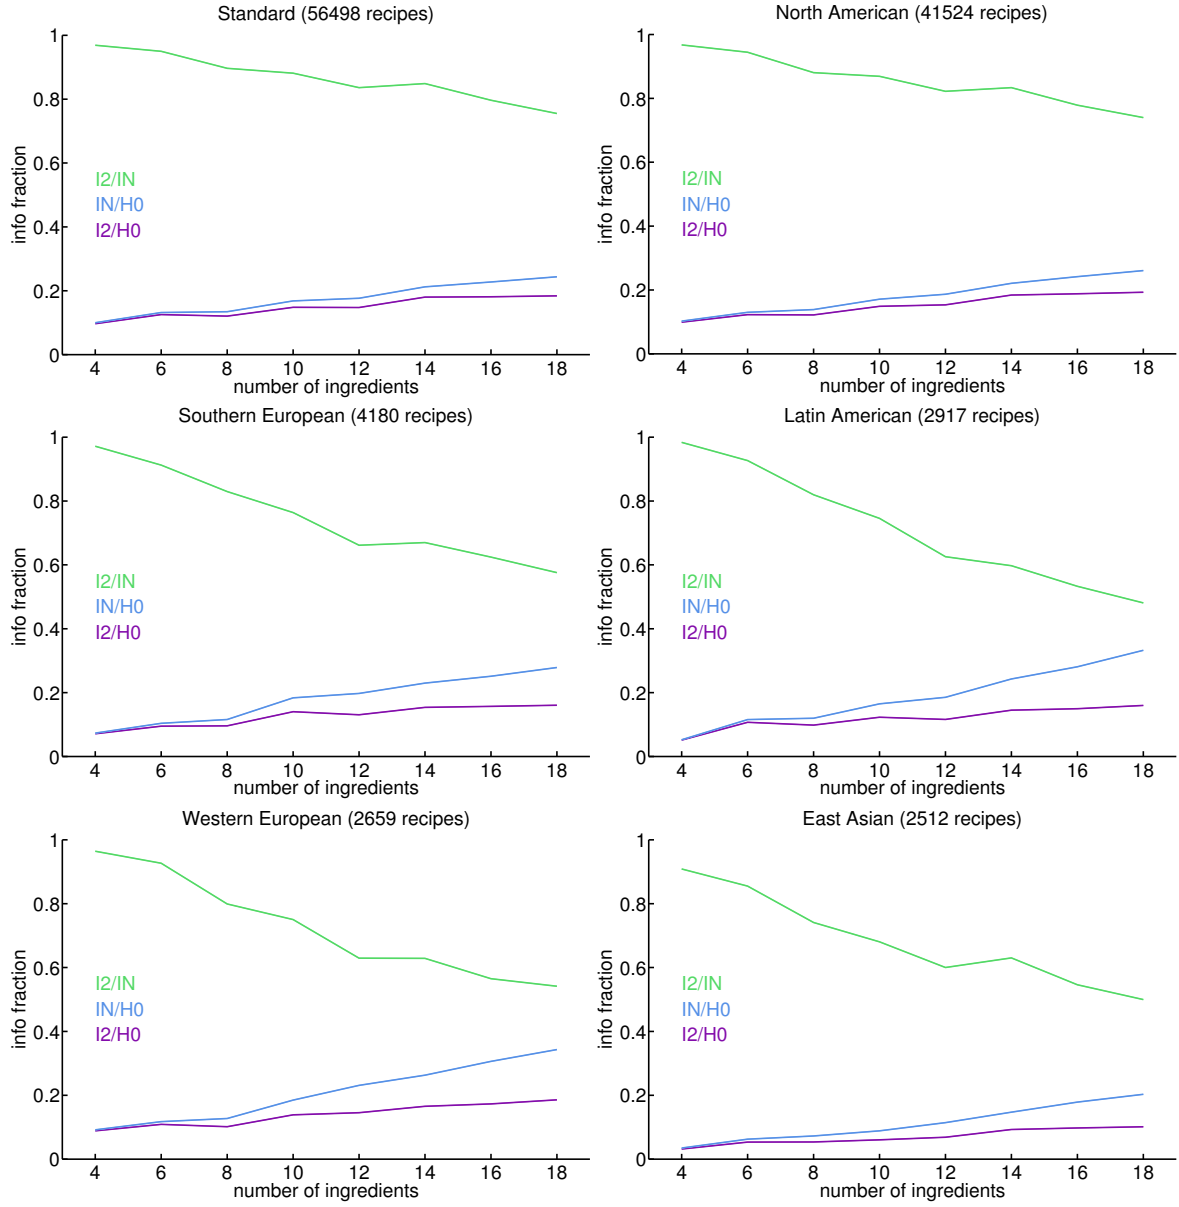 Standard (56498 recipes)
1
0.8
0.6
0.4
0.2
0
info fraction
I2/IN
IN/H0
I2/H0
4 6 8 10 12 14 16 18
number of ingredients
North American (41524 recipes)
1
0.8
0.6
0.4
0.2
0
info fraction
I2/IN
IN/H0
I2/H0
4 6 8 10 12 14 16 18
number of ingredients
Southern European (4180 recipes)
1
0.8
0.6
0.4
0.2
0
info fraction
I2/IN
IN/H0
I2/H0
4 6 8 10 12 14 16 18
number of ingredients
Latin American (2917 recipes)
1
0.8
0.6
0.4
0.2
0
info fraction
I2/IN
IN/H0
I2/H0
4 6 8 10 12 14 16 18
number of ingredients
Western European (2659 recipes)
1
0.8
0.6
0.4
0.2
0
info fraction
I2/IN
IN/H0
I2/H0
4 6 8 10 12 14 16 18
number of ingredients
East Asian (2512 recipes)
1
0.8
0.6
0.4
0.2
0
info fraction
I2/IN
IN/H0
I2/H0
4 6 8 10 12 14 16 18
number of ingredients